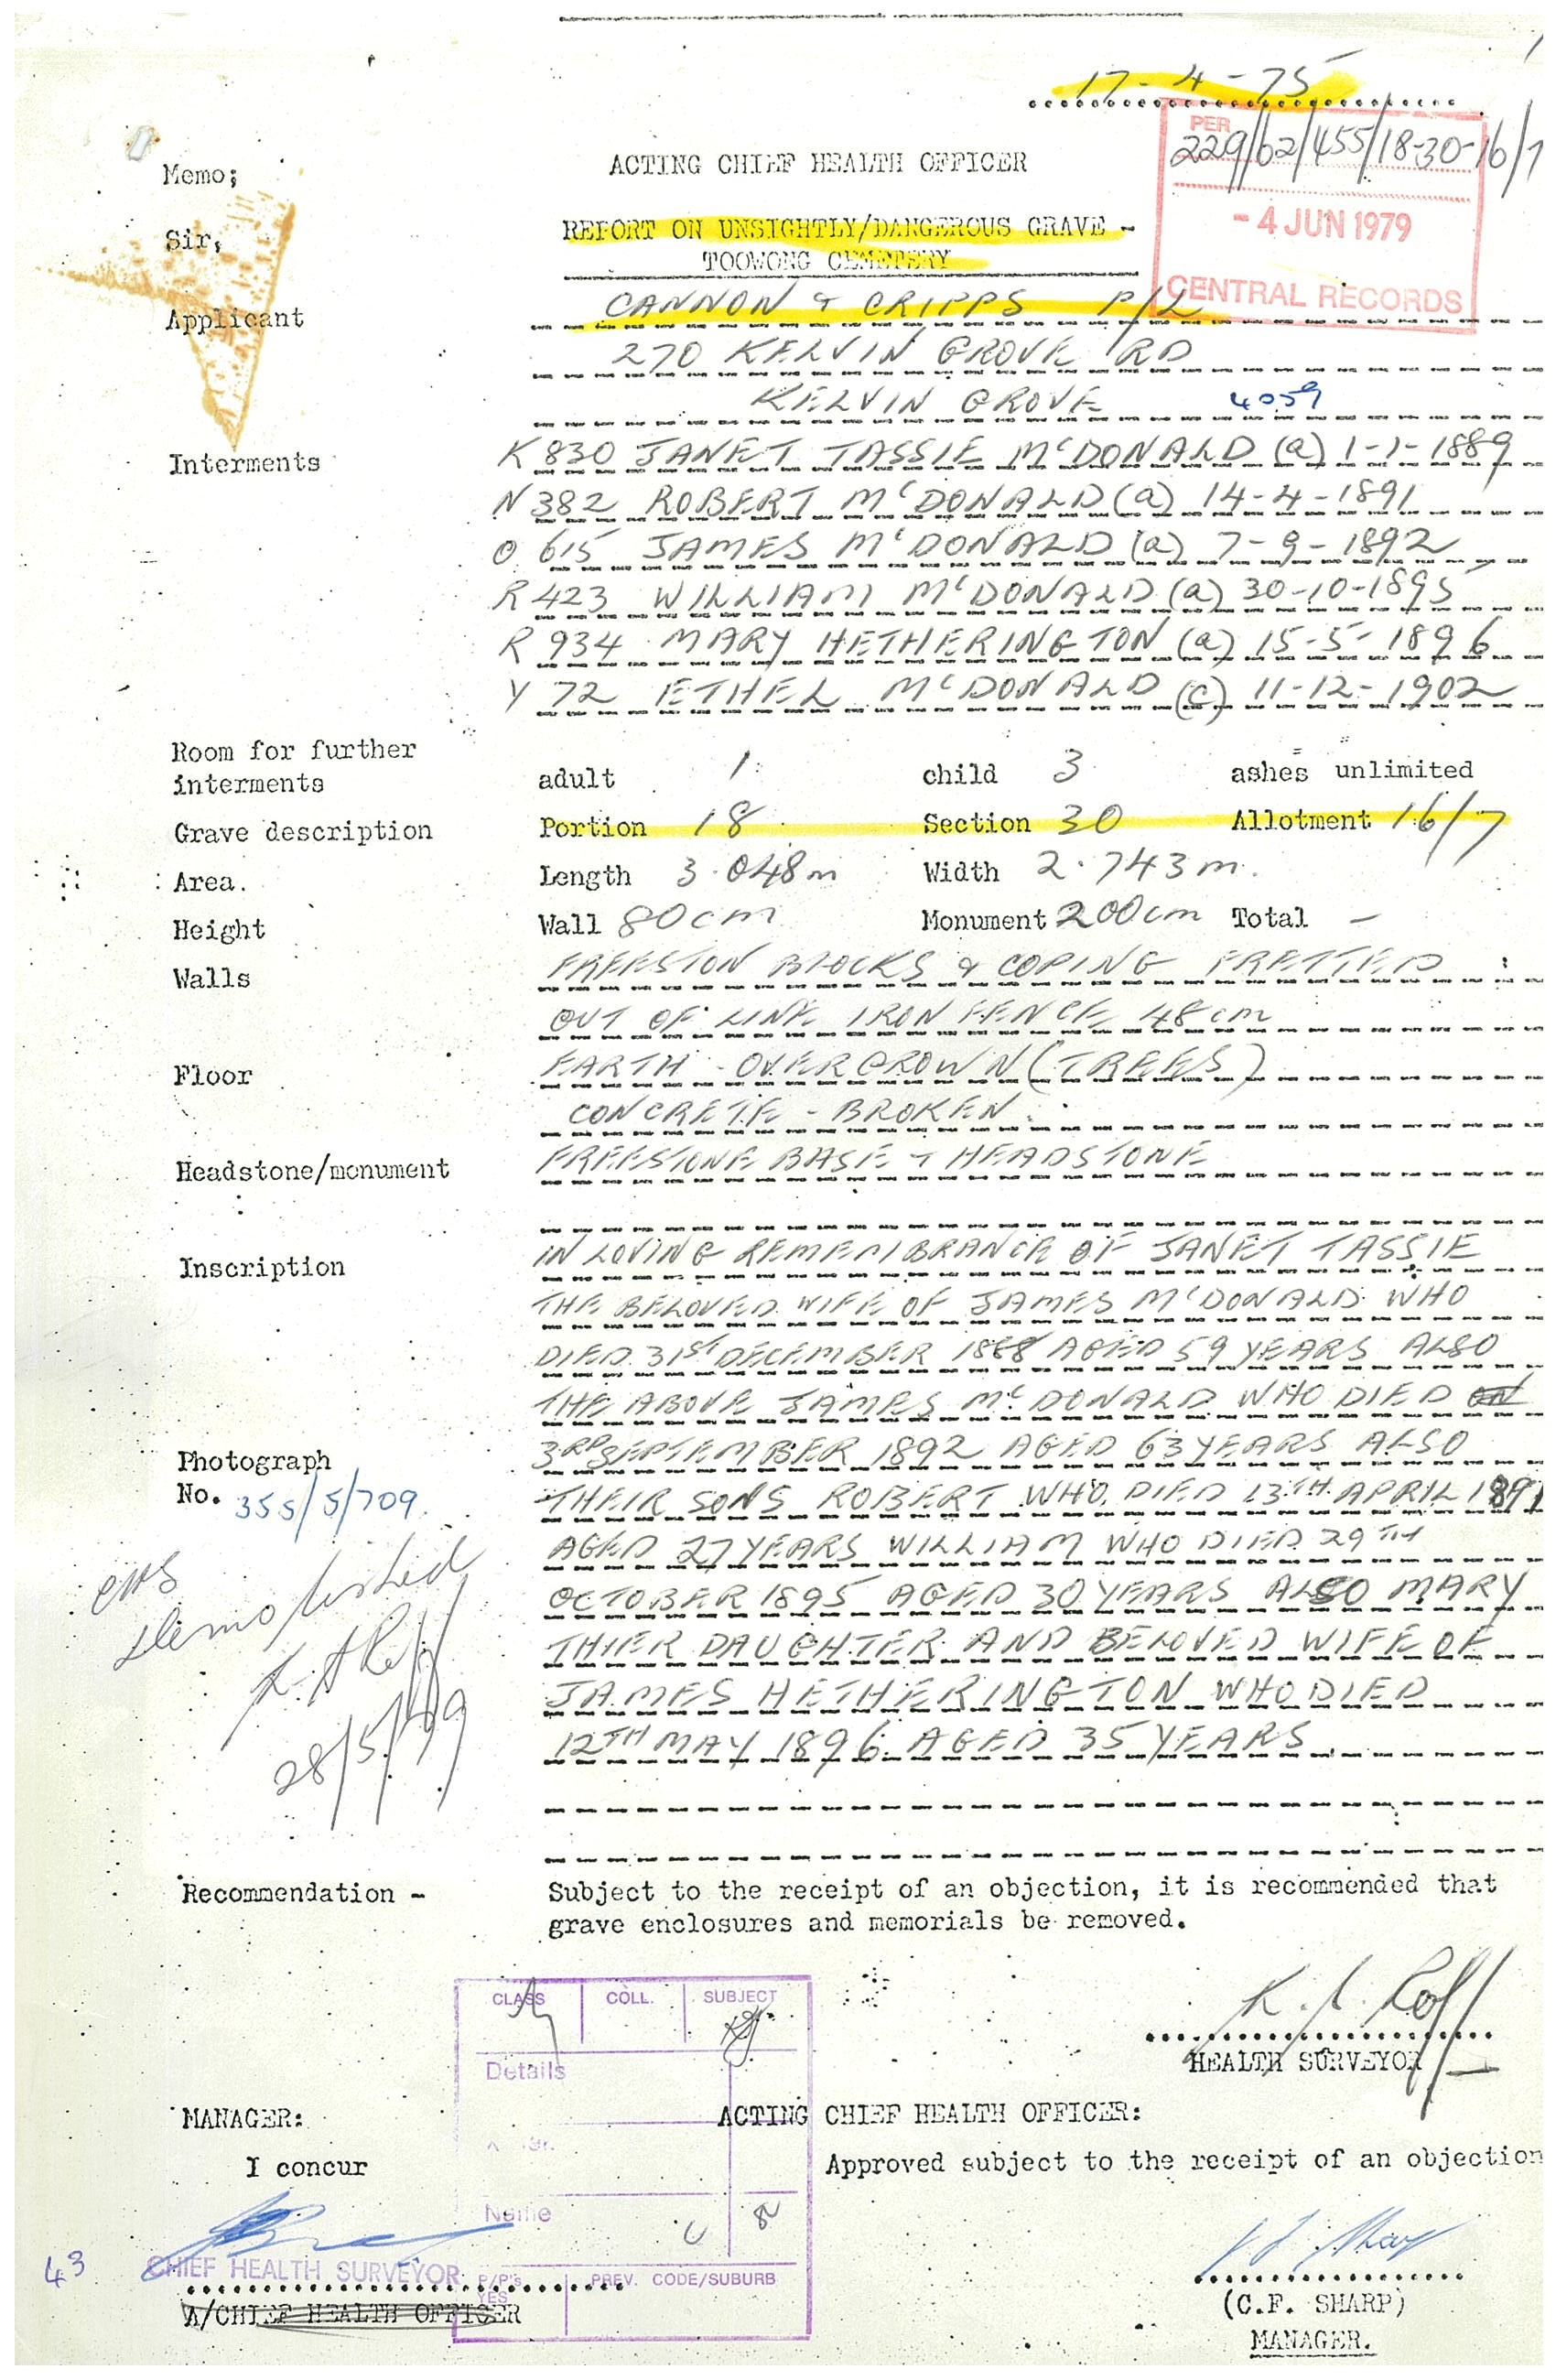 17-4-75
PER
229/62/455/18-30-16/7
- 4 JUN 1979
CENTRAL RECORDS
ACTING CHIEF HEALTH OFFICER
Memo;
Sir,
REPORT ON UNSIGHTLY/DANGEROUS GRAVE -
TOOWONG CEMETERY
Applicant CANNON & CRIPPS P/L
270 KELVIN GROVE RD
KELVIN GROVE 4059
Interments K830 JANET TASSIE McDONALD (a) 1-1-1889
N382 ROBERT McDONALD (a) 14-4-1891
O 615 JAMES McDONALD (a) 7-9-1892
R423 WILLIAM McDONALD (a) 30-10-1895
R 934 MARY HETHERINGTON (a) 15-5-1896
Y 72 ETHEL McDONALD (c) 11-12-1902
Room for further
interments adult 1 child 3 ashes unlimited
Grave description Portion 18 Section 30 Allotment 16/7
Area. Length 3.048m Width 2.743m.
Height Wall 80cm Monument 200cm Total -
Walls FREESTON BLOCKS & COPING FRETTED
OUT OF LINE IRON FENCE 48cm
Floor EARTH - OVERGROWN (TREES)
CONCRETE - BROKEN.
Headstone/monument FREESTONE BASE & HEADSTONE
Inscription IN LOVING REMEMBRANCE OF JANET TASSIE
THE BELOVED WIFE OF JAMES McDONALD WHO
DIED 31ST DECEMBER 1888 AGED 59 YEARS ALSO
THE ABOVE JAMES McDONALD WHO DIED ON
3RD SEPTEMBER 1892 AGED 63 YEARS ALSO
THEIR SONS ROBERT WHO DIED 13TH APRIL 1891
AGED 27 YEARS WILLIAM WHO DIED 29TH
OCTOBER 1895 AGED 30 YEARS ALSO MARY
THIER DAUGHTER AND BELOVED WIFE OF
JAMES HETHERINGTON WHO DIED
12TH MAY 1896 AGED 35 YEARS.
Photograph
No. 355/5/709.
demolished
28/5/79
Recommendation - Subject to the receipt of an objection, it is recommended that
grave enclosures and memorials be removed.
K. A. Roff
HEALTH SURVEYOR
CLASS COLL. SUBJECT
Details
Name
P/P's
YES
PREV. CODE/SUBURB
MANAGER:
I concur
CHIEF HEALTH SURVEYOR
A/CHIEF HEALTH OFFICER
43
ACTING CHIEF HEALTH OFFICER:
Approved subject to the receipt of an objection
(C.F. SHARP)
MANAGER.